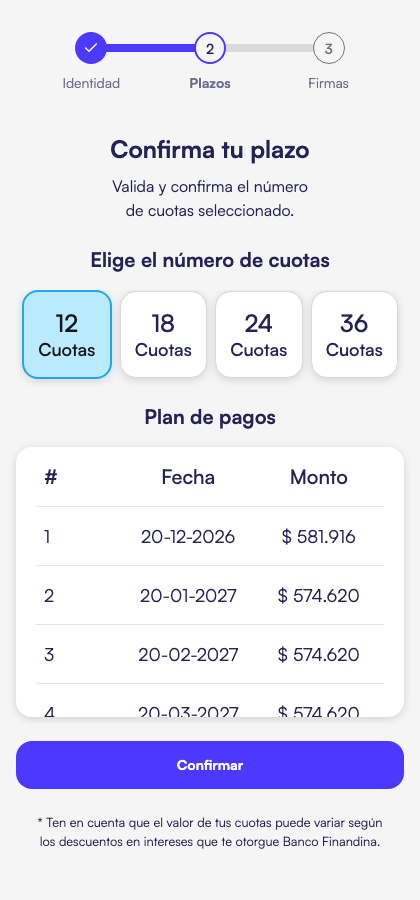 2
3
Identidad
Plazos
Firmas
Confirma tu plazo
Valida y confirma el número
de cuotas seleccionado.
Elige el número de cuotas
12
Cuotas
18
Cuotas
24
Cuotas
36
Cuotas
Plan de pagos
# Fecha Monto
1 20-12-2026 $ 581.916
2 20-01-2027 $ 574.620
3 20-02-2027 $ 574.620
4 20-03-2027 $ 574.620
Confirmar
* Ten en cuenta que el valor de tus cuotas puede variar según
los descuentos en intereses que te otorgue Banco Finandina.